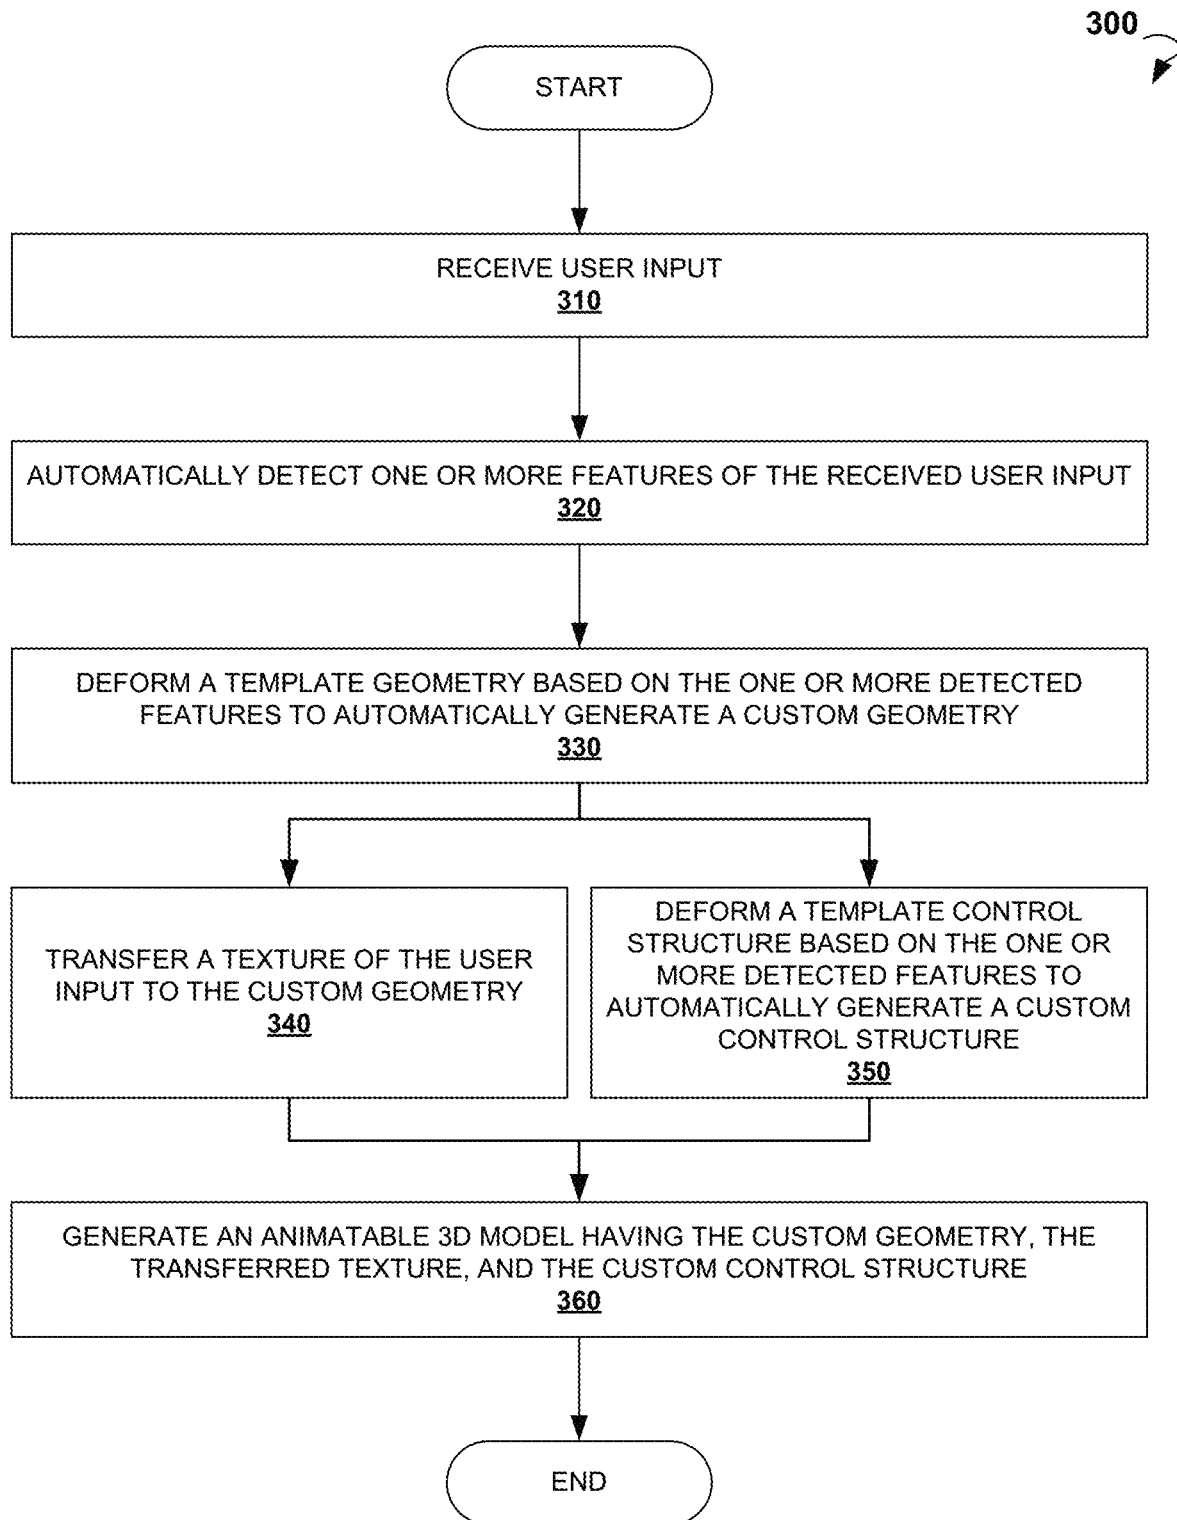 300
START
RECEIVE USER INPUT
310
AUTOMATICALLY DETECT ONE OR MORE FEATURES OF THE RECEIVED USER INPUT
320
DEFORM A TEMPLATE GEOMETRY BASED ON THE ONE OR MORE DETECTED
FEATURES TO AUTOMATICALLY GENERATE A CUSTOM GEOMETRY
330
TRANSFER A TEXTURE OF THE USER
INPUT TO THE CUSTOM GEOMETRY
340
DEFORM A TEMPLATE CONTROL
STRUCTURE BASED ON THE ONE OR
MORE DETECTED FEATURES TO
AUTOMATICALLY GENERATE A CUSTOM
CONTROL STRUCTURE
350
GENERATE AN ANIMATABLE 3D MODEL HAVING THE CUSTOM GEOMETRY, THE
TRANSFERRED TEXTURE, AND THE CUSTOM CONTROL STRUCTURE
360
END